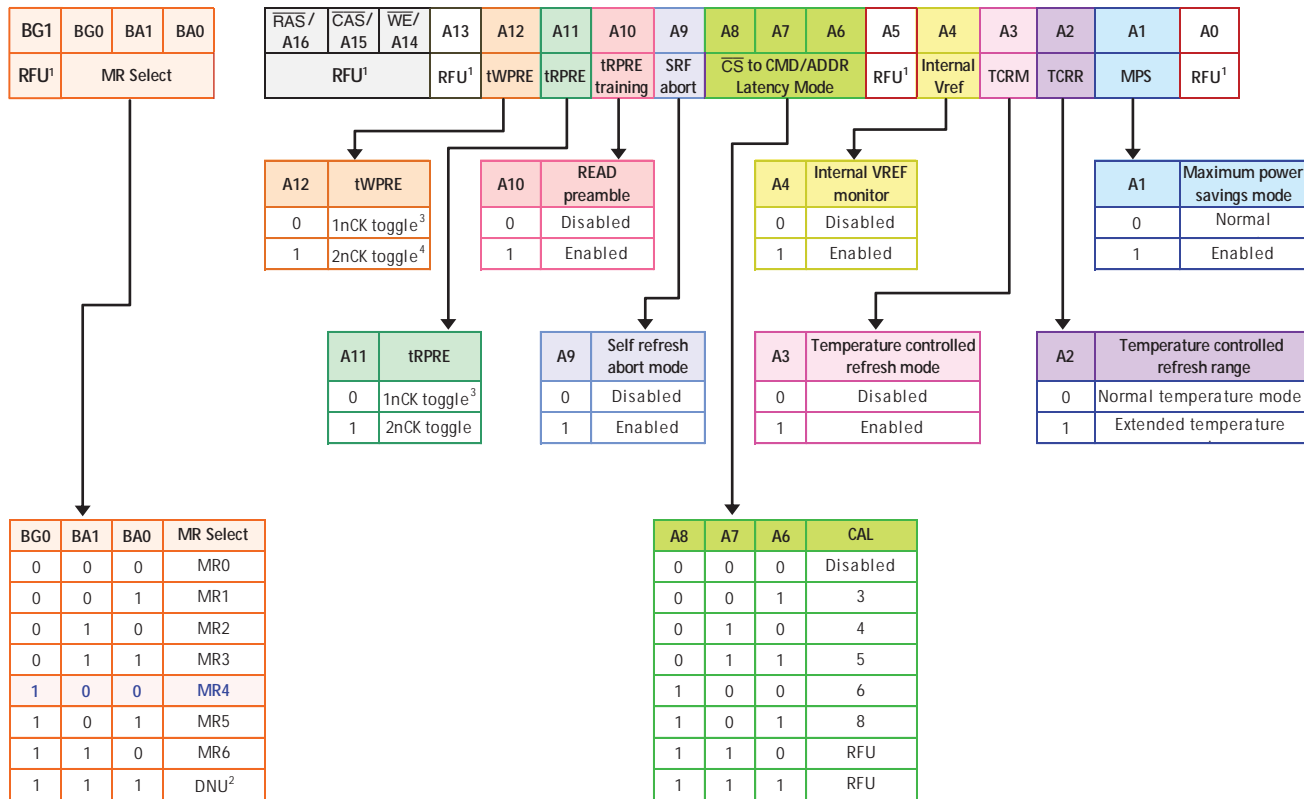 BG1 BG0 BA1 BA0 RAS/ A16 CAS/ A15 WE/ A14 A13 A12 A11 A10 A9 A8 A7 A6 A5 A4 A3 A2 A1 A0
RFU¹ MR Select RFU¹ RFU¹ tWPRE tRPRE tRPRE training SRF abort CS to CMD/ADDR Latency Mode RFU¹ Internal Vref TCRM TCRR MPS RFU¹
A12 tWPRE
0 1nCK toggle³
1 2nCK toggle⁴
A10 READ preamble
0 Disabled
1 Enabled
A4 Internal VREF monitor
0 Disabled
1 Enabled
A1 Maximum power savings mode
0 Normal
1 Enabled
A11 tRPRE
0 1nCK toggle³
1 2nCK toggle
A9 Self refresh abort mode
0 Disabled
1 Enabled
A3 Temperature controlled refresh mode
0 Disabled
1 Enabled
A2 Temperature controlled refresh range
0 Normal temperature mode
1 Extended temperature
BG0 BA1 BA0 MR Select
0 0 0 MR0
0 0 1 MR1
0 1 0 MR2
0 1 1 MR3
1 0 0 MR4
1 0 1 MR5
1 1 0 MR6
1 1 1 DNU²
A8 A7 A6 CAL
0 0 0 Disabled
0 0 1 3
0 1 0 4
0 1 1 5
1 0 0 6
1 0 1 8
1 1 0 RFU
1 1 1 RFU